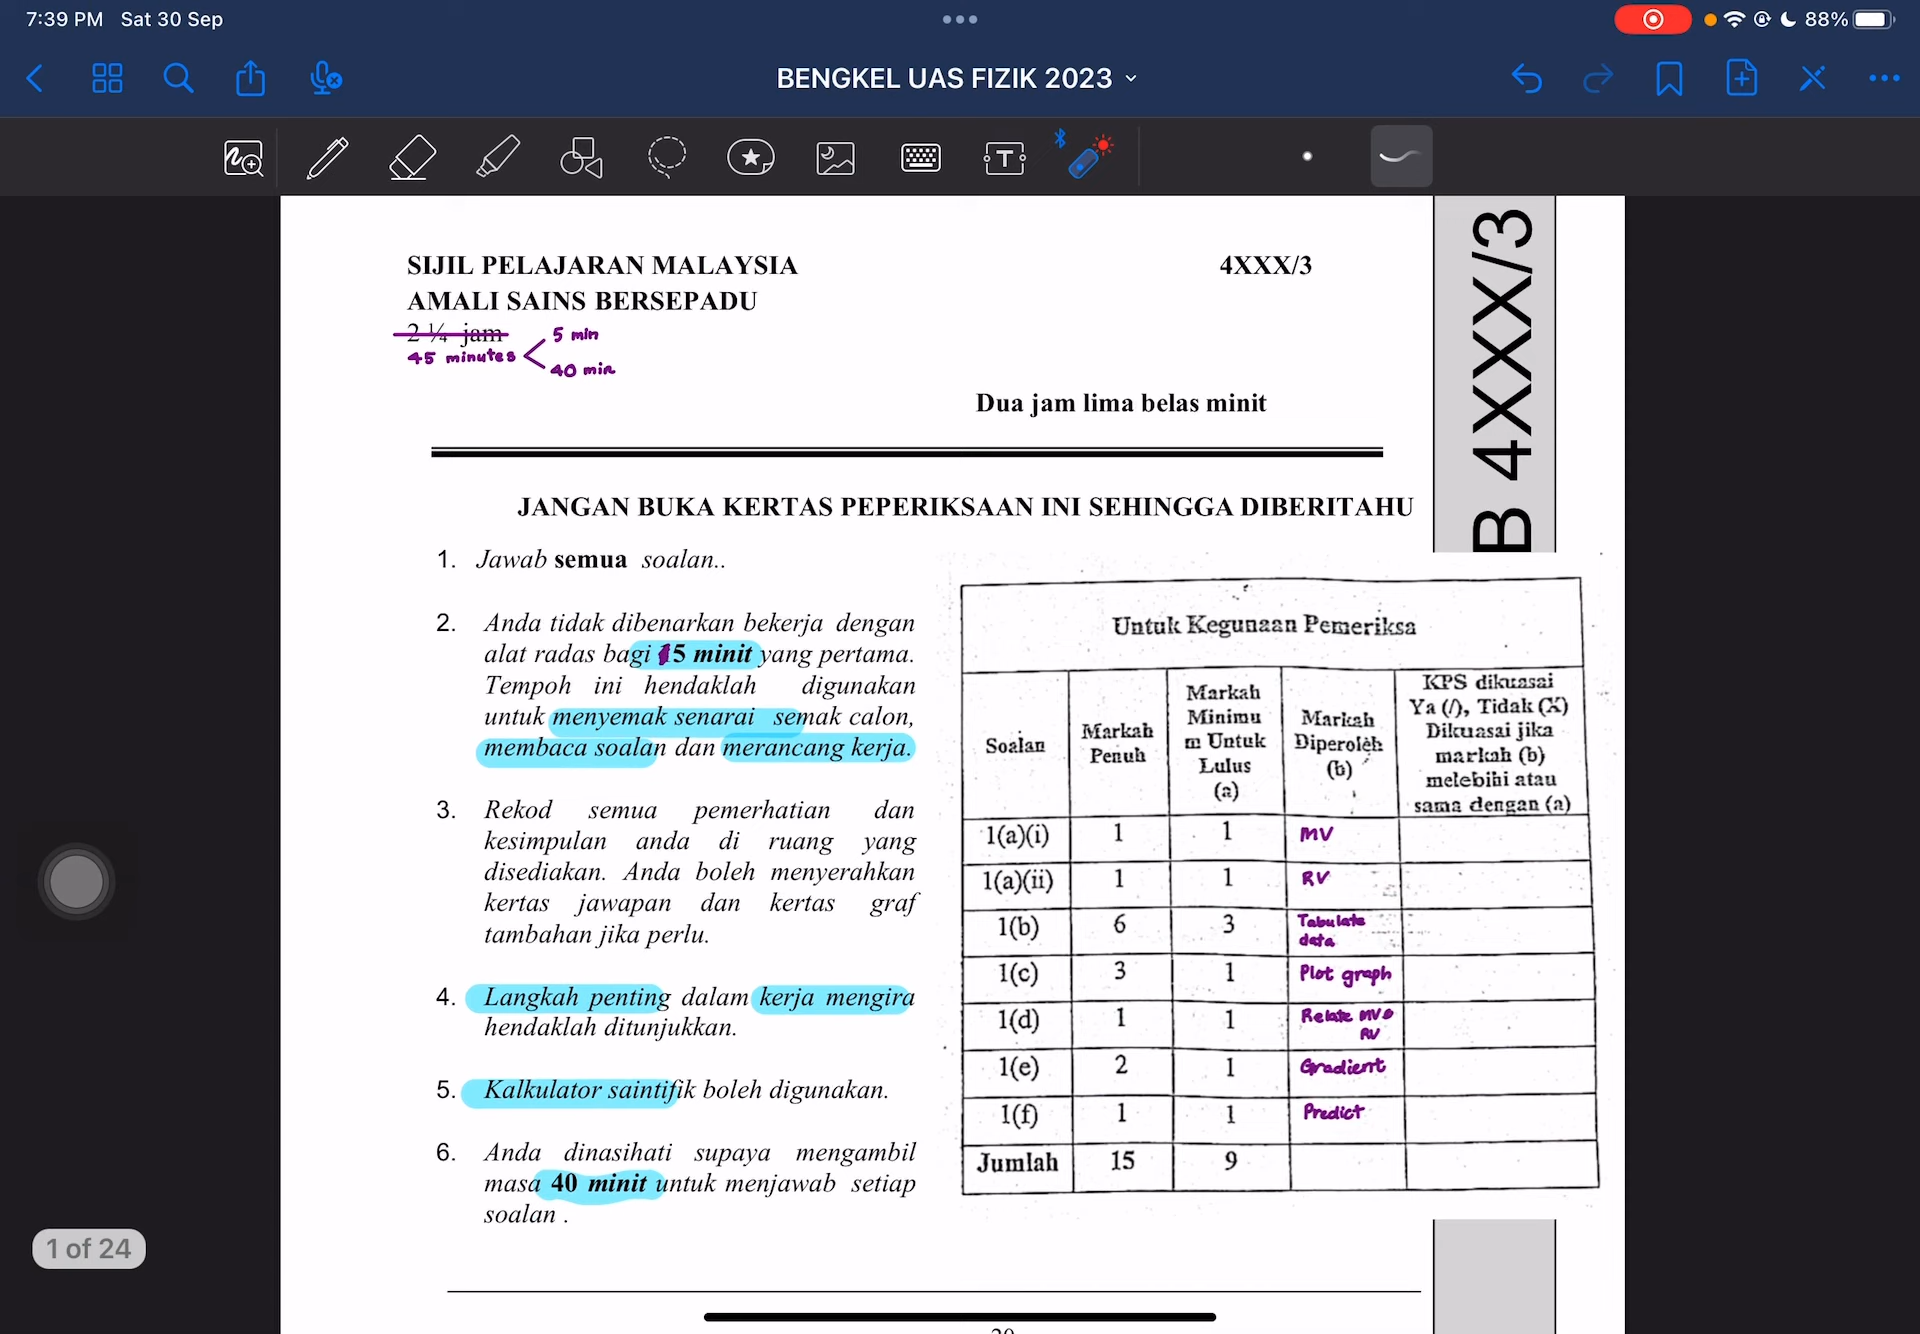 7:39 PM Sat 30 Sep
88%
BENGKEL UAS FIZIK 2023
SIJIL PELAJARAN MALAYSIA
4XXX/3
AMALI SAINS BERSEPADU
2 ¼ jam
45 minutes
5 min
40 min
Dua jam lima belas minit
B 4XXX/3
JANGAN BUKA KERTAS PEPERIKSAAN INI SEHINGGA DIBERITAHU
1. Jawab semua soalan..
2. Anda tidak dibenarkan bekerja dengan
alat radas bagi 5 minit yang pertama.
Tempoh ini hendaklah digunakan
untuk menyemak senarai semak calon,
membaca soalan dan merancang kerja.
3. Rekod semua pemerhatian dan
kesimpulan anda di ruang yang
disediakan. Anda boleh menyerahkan
kertas jawapan dan kertas graf
tambahan jika perlu.
4. Langkah penting dalam kerja mengira
hendaklah ditunjukkan.
5. Kalkulator saintifik boleh digunakan.
6. Anda dinasihati supaya mengambil
masa 40 minit untuk menjawab setiap
soalan .
Untuk Kegunaan Pemeriksa
Soalan
Markah
Penuh
Markah
Minimu
m Untuk
Lulus
(a)
Markah
Diperoleh
(b)
KPS dikuasai
Ya (/), Tidak (X)
Dikuasai jika
markah (b)
melebihi atau
sama dengan (a)
1(a)(i) 1 1 MV
1(a)(ii) 1 1 RV
1(b) 6 3 Tabulate
data
1(c) 3 1 Plot graph
1(d) 1 1 Relate MV &
RV
1(e) 2 1 Gradient
1(f) 1 1 Predict
Jumlah 15 9
1 of 24